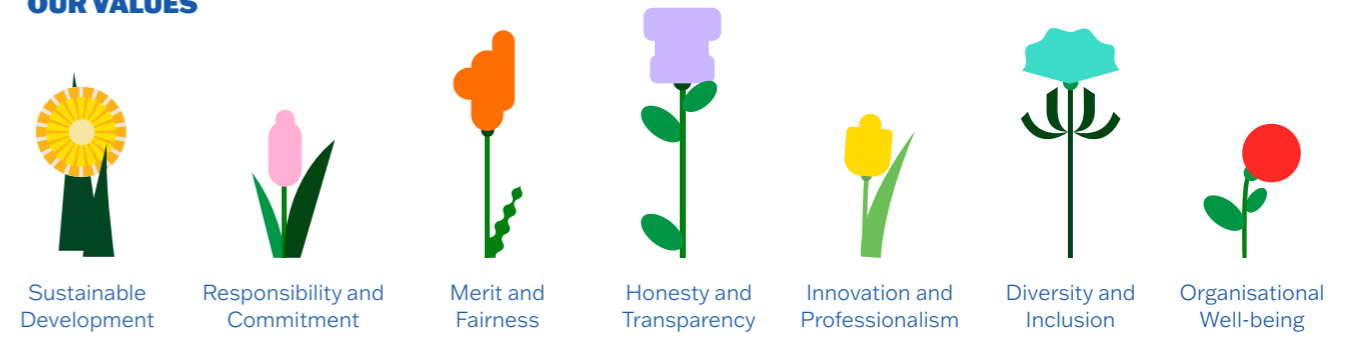 OUR VALUES
Sustainable
Development
Responsibility and
Commitment
Merit and
Fairness
Honesty and
Transparency
Innovation and
Professionalism
Diversity and
Inclusion
Organisational
Well-being